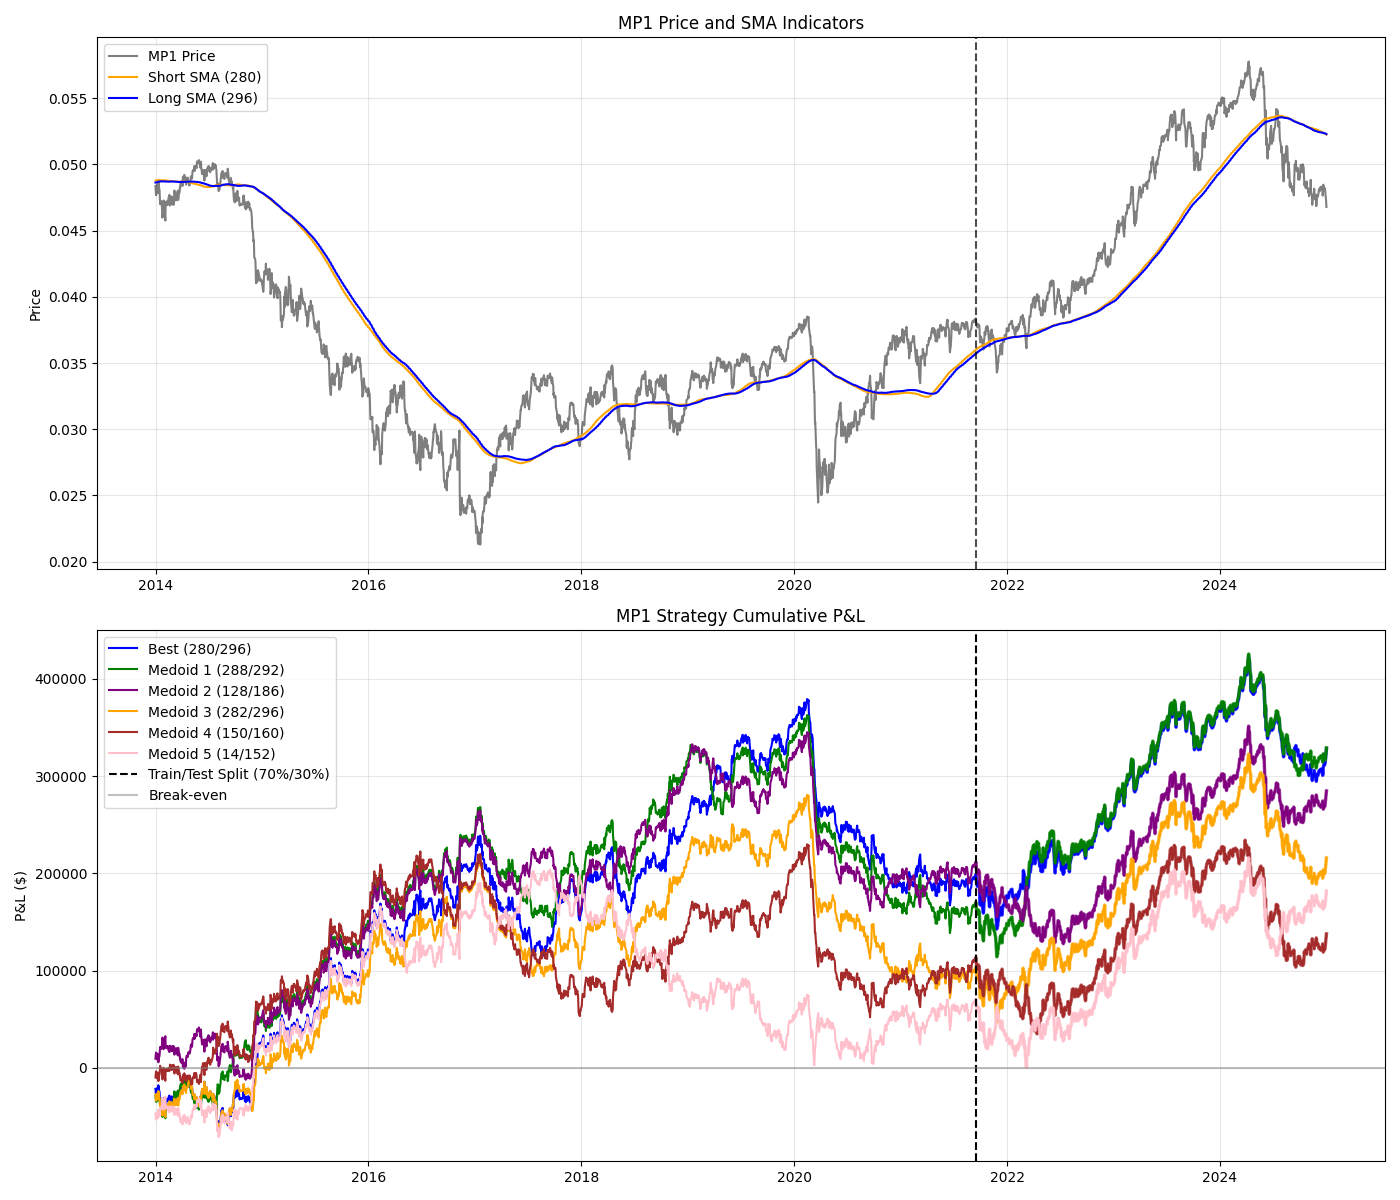 MP1 Price and SMA Indicators
MP1 Price
Short SMA (280)
Long SMA (296)
Price
0.055
0.050
0.045
0.040
0.035
0.030
0.025
0.020
2014 2016 2018 2020 2022 2024
MP1 Strategy Cumulative P&L
Best (280/296)
Medoid 1 (288/292)
Medoid 2 (128/186)
Medoid 3 (282/296)
Medoid 4 (150/160)
Medoid 5 (14/152)
Train/Test Split (70%/30%)
Break-even
P&L ($)
400000
300000
200000
100000
0
2014 2016 2018 2020 2022 2024